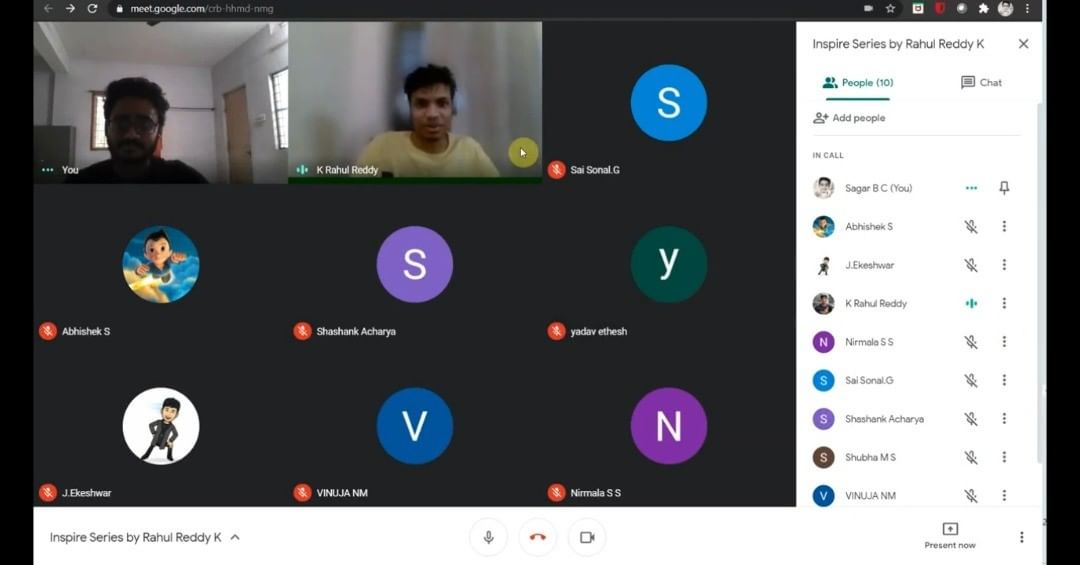 meet.google.com/crb-hhmd-nmg
You
K Rahul Reddy
S
Sai Sonal.G
Abhishek S
S
Shashank Acharya
y
yadav ethesh
J.Ekeshwar
V
VINUJA NM
N
Nirmala S S
Inspire Series by Rahul Reddy K
People (10)
Chat
Add people
IN CALL
Sagar B C (You)
Abhishek S
J.Ekeshwar
K Rahul Reddy
N Nirmala S S
S Sai Sonal.G
S Shashank Acharya
S Shubha M S
V VINUJA NM
Inspire Series by Rahul Reddy K
Present now